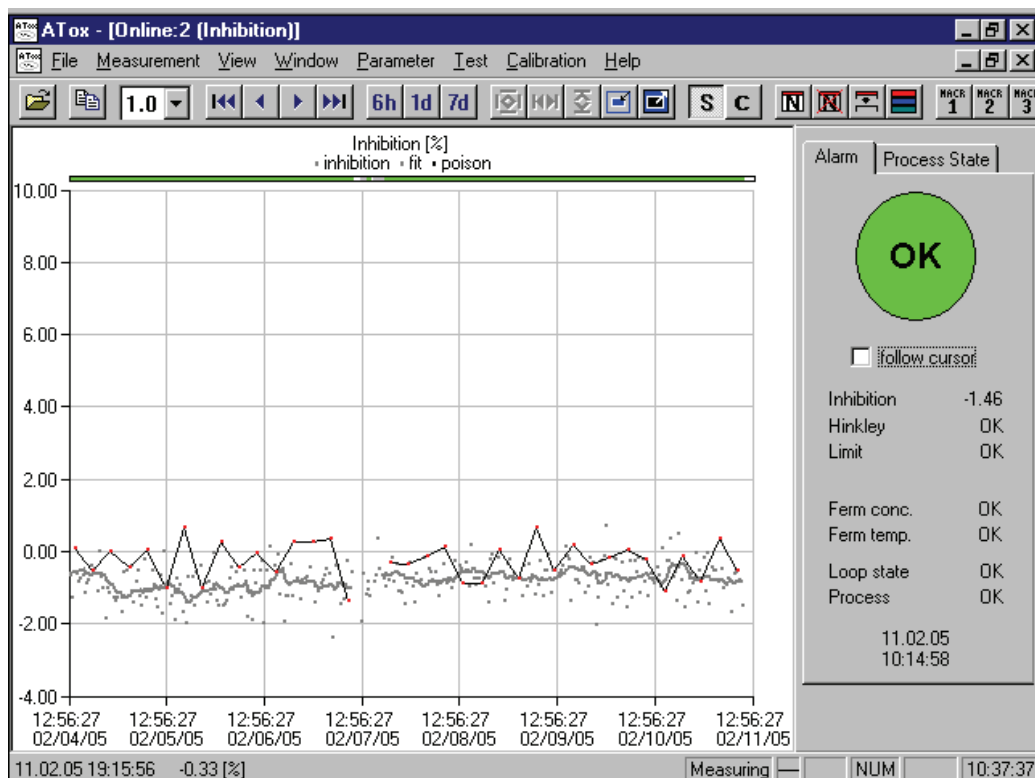 ATox - [Online:2 (Inhibition)]
File Measurement View Window Parameter Test Calibration Help
1.0 6h 1d 7d S C N N MACR 1 MACR 2 MACR 3
Inhibition [%]
inhibition fit poison
10.00
8.00
6.00
4.00
2.00
0.00
-2.00
-4.00
12:56:27 12:56:27 12:56:27 12:56:27 12:56:27 12:56:27 12:56:27 12:56:27
02/04/05 02/05/05 02/06/05 02/07/05 02/08/05 02/09/05 02/10/05 02/11/05
Alarm Process State
OK
follow cursor
Inhibition -1.46
Hinkley OK
Limit OK
Ferm conc. OK
Ferm temp. OK
Loop state OK
Process OK
11.02.05
10:14:58
11.02.05 19:15:56 -0.33 [%] Measuring — NUM 10:37:37